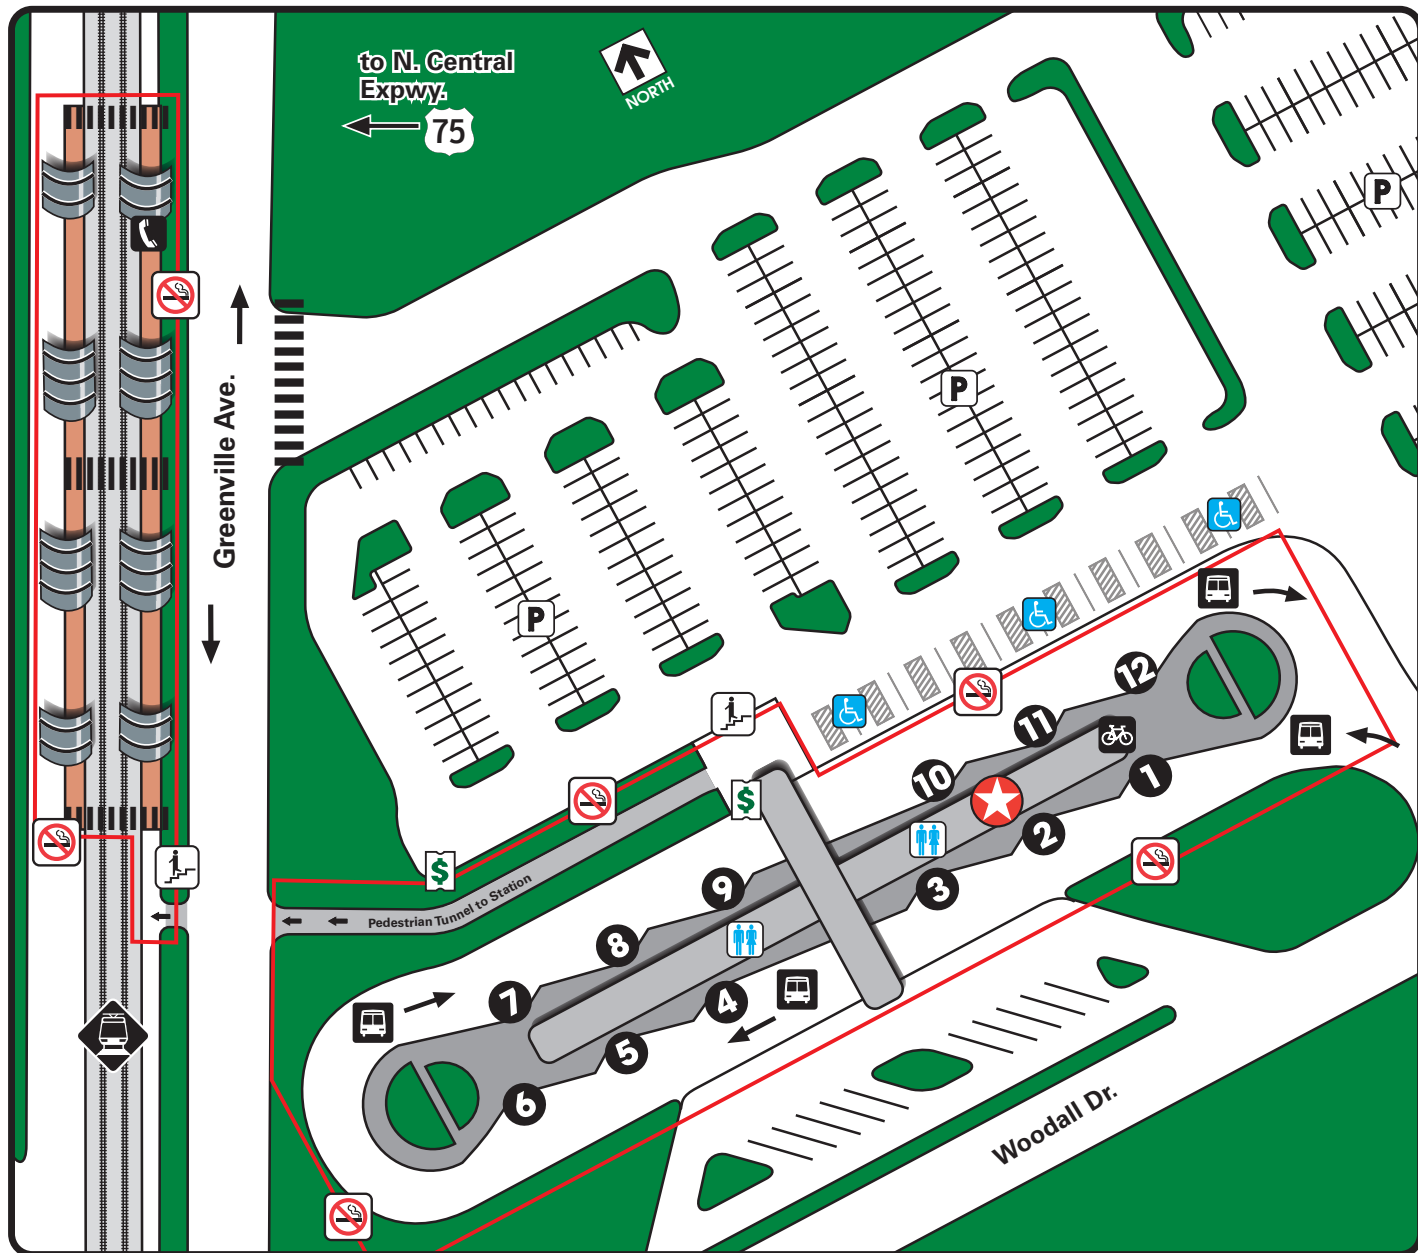 to N. Central
Expwy.
75
NORTH
Greenville Ave.
P
P
P
12
11
10
1
2
$
$
3
9
8
Pedestrian Tunnel to Station
7
4
5
6
Woodall Dr.